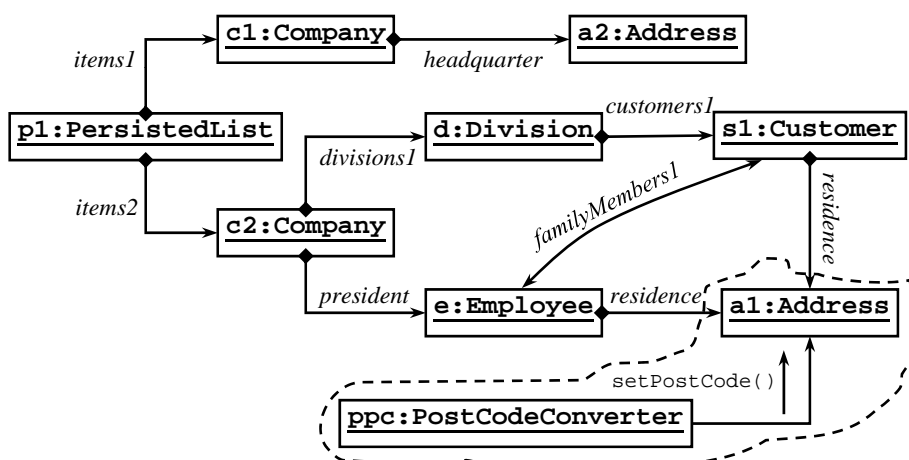 c1:Company
a2:Address
items1
headquarter
customers1
p1:PersistedList
d:Division
s1:Customer
divisions1
familyMembers1
residence
items2
c2:Company
president
e:Employee
residence
a1:Address
setPostCode()
ppc:PostCodeConverter